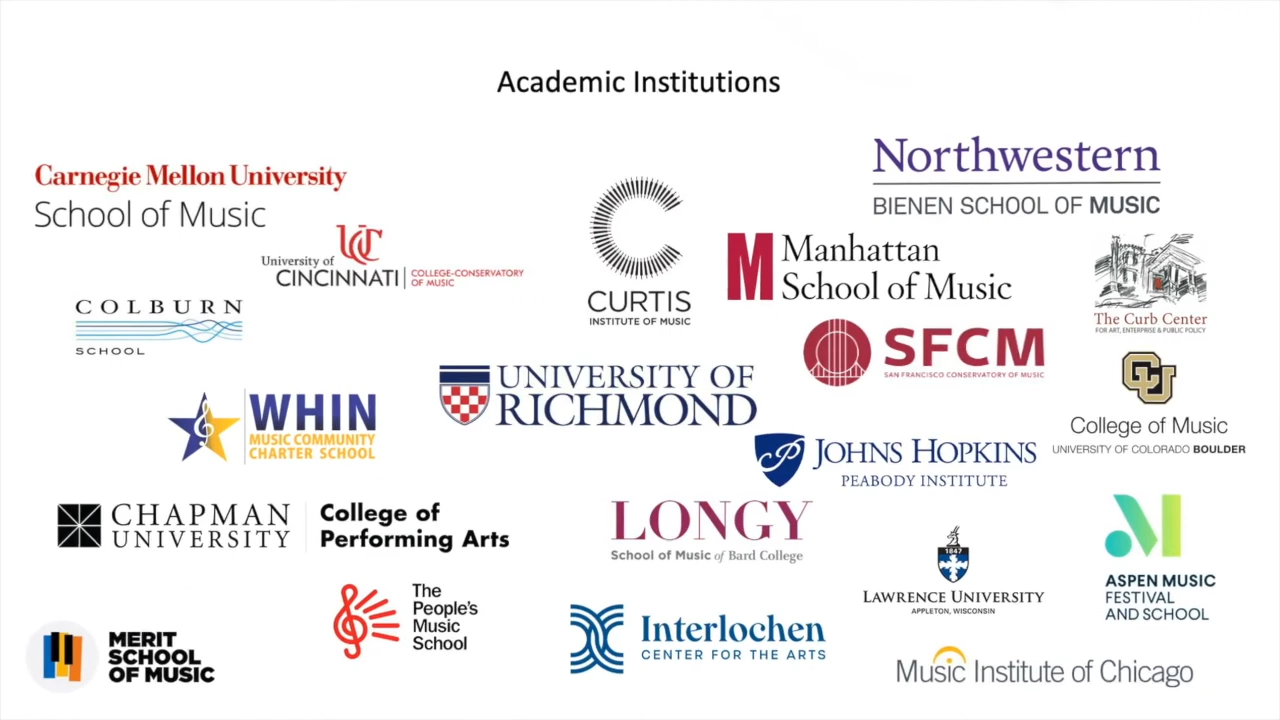 Academic Institutions
Carnegie Mellon University
School of Music
UC
University of
CINCINNATI
COLLEGE-CONSERVATORY
OF MUSIC
CURTIS
INSTITUTE OF MUSIC
Northwestern
BIENEN SCHOOL OF MUSIC
M
Manhattan
School of Music
The Curb Center
FOR ART, ENTERPRISE & PUBLIC POLICY
COLBURN
SCHOOL
SFCM
SAN FRANCISCO CONSERVATORY OF MUSIC
WHIN
MUSIC COMMUNITY
CHARTER SCHOOL
UNIVERSITY OF
RICHMOND
CU
College of Music
UNIVERSITY OF COLORADO BOULDER
P
JOHNS HOPKINS
PEABODY INSTITUTE
CHAPMAN
UNIVERSITY
College of
Performing Arts
LONGY
School of Music of Bard College
1847
LAWRENCE UNIVERSITY
APPLETON, WISCONSIN
ASPEN MUSIC
FESTIVAL
AND SCHOOL
MERIT
SCHOOL
OF MUSIC
The
People's
Music
School
Interlochen
CENTER FOR THE ARTS
Music Institute of Chicago